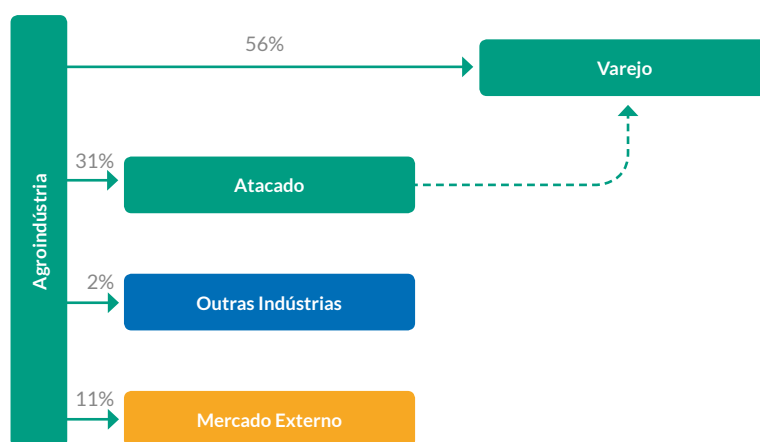 56%
Varejo
31%
Atacado
Agroindústria
2%
Outras Indústrias
11%
Mercado Externo